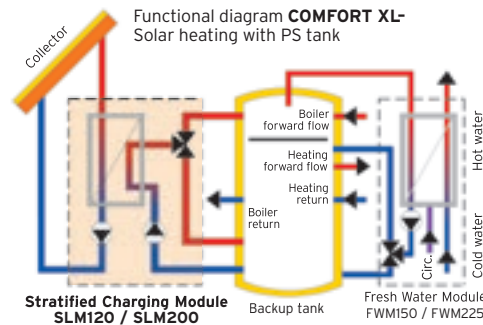 Functional diagram COMFORT XL–
Solar heating with PS tank
Collector
Boiler
forward flow
Heating
forward flow
Heating
return
Boiler
return
Hot water
Cold water
Circ.
Stratified Charging Module
SLM120 / SLM200
Backup tank
Fresh Water Module
FWM150 / FWM225